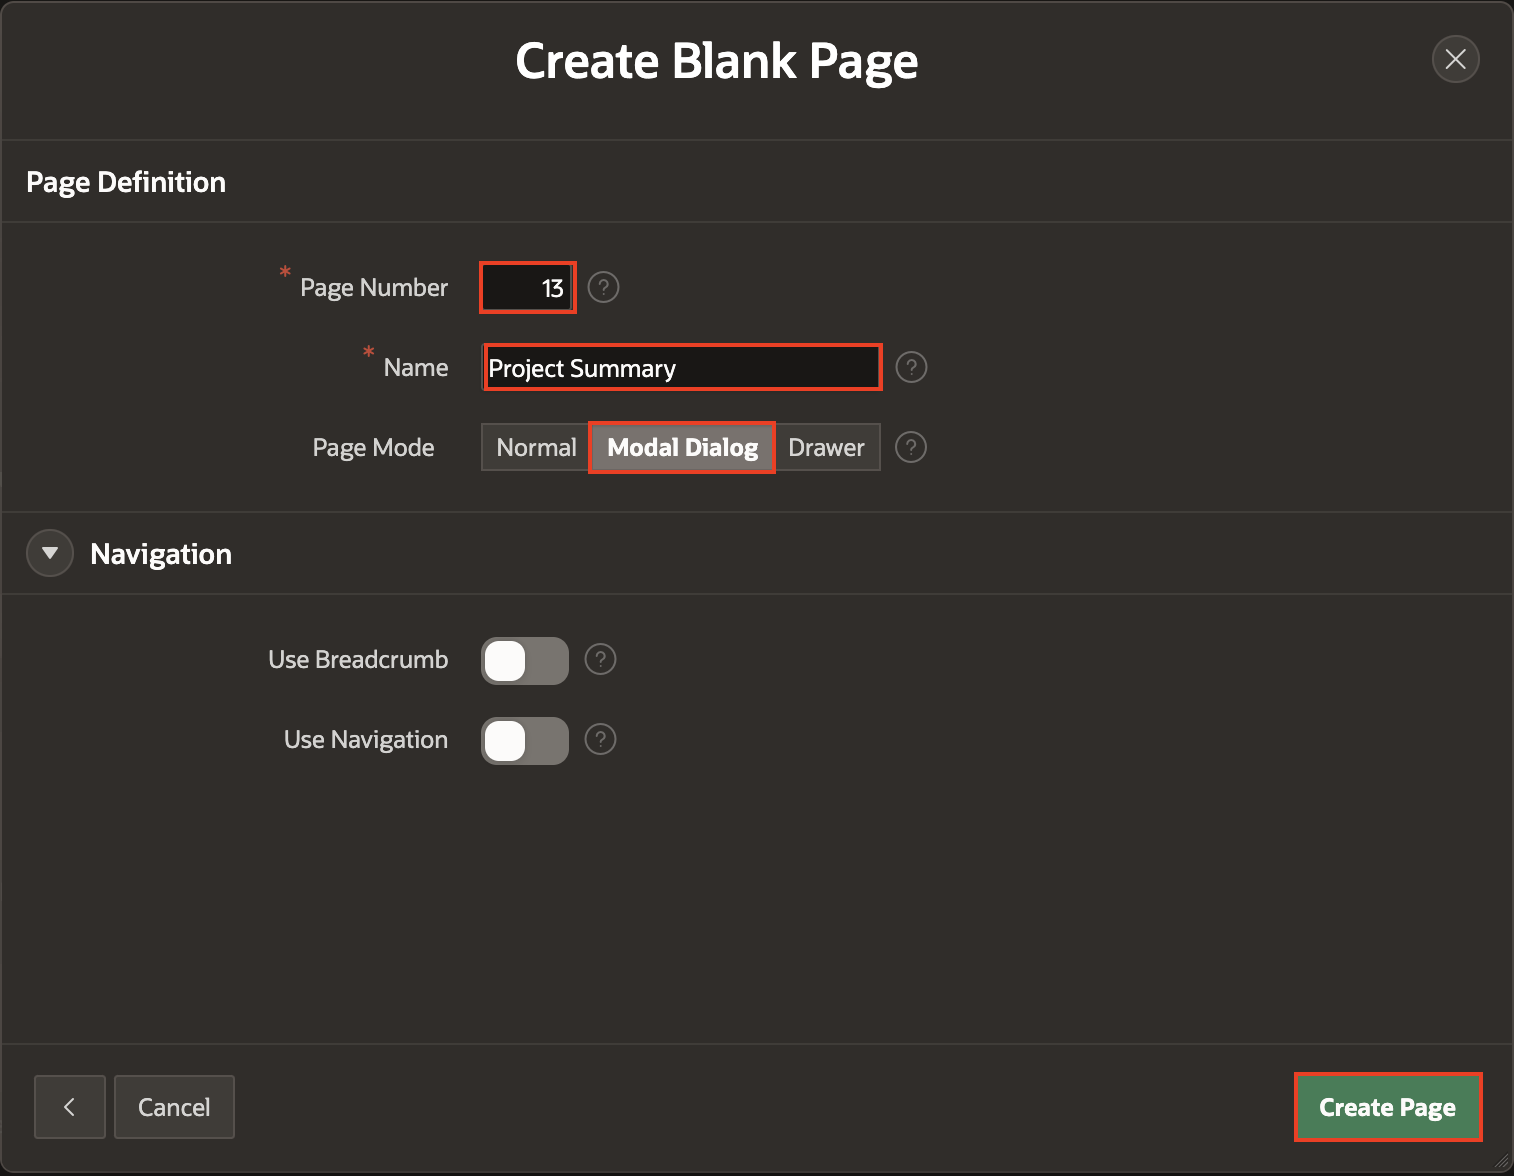 Create Blank Page
Page Definition
* Page Number 13 ?
* Name Project Summary ?
Page Mode Normal Modal Dialog Drawer ?
Navigation
Use Breadcrumb ?
Use Navigation ?
Cancel Create Page